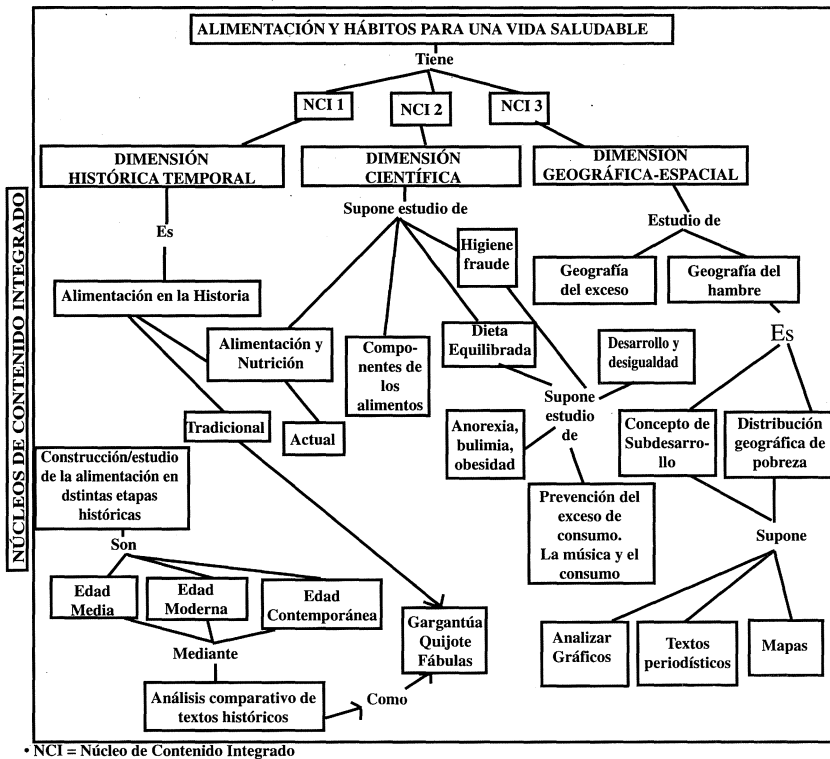 ALIMENTACIÓN Y HÁBITOS PARA UNA VIDA SALUDABLE
Tiene
NCI 1
NCI 2
NCI 3
DIMENSIÓN
HISTÓRICA TEMPORAL
DIMENSIÓN
CIENTÍFICA
DIMENSION
GEOGRÁFICA-ESPACIAL
NÚCLEOS DE CONTENIDO INTEGRADO
Es
Supone estudio de
Estudio de
Higiene
fraude
Geografía
del exceso
Geografía del
hambre
Alimentación en la Historia
Es
Alimentación y
Nutrición
Compo-
nentes de
los
alimentos
Dieta
Equilibrada
Desarrollo y
desigualdad
Supone
estudio
de
Tradicional
Actual
Anorexia,
bulimia,
obesidad
Concepto de
Subdesarro-
llo
Distribución
geográfica de
pobreza
Construcción/estudio
de la alimentación en
dstintas etapas
históricas
Prevención del
exceso de
consumo.
La música y el
consumo
Son
Supone
Edad
Media
Edad
Moderna
Edad
Contemporánea
Gargantúa
Quijote
Fábulas
Analizar
Gráficos
Textos
periodísticos
Mapas
Mediante
Análisis comparativo de
textos históricos
Como
• NCI = Núcleo de Contenido Integrado